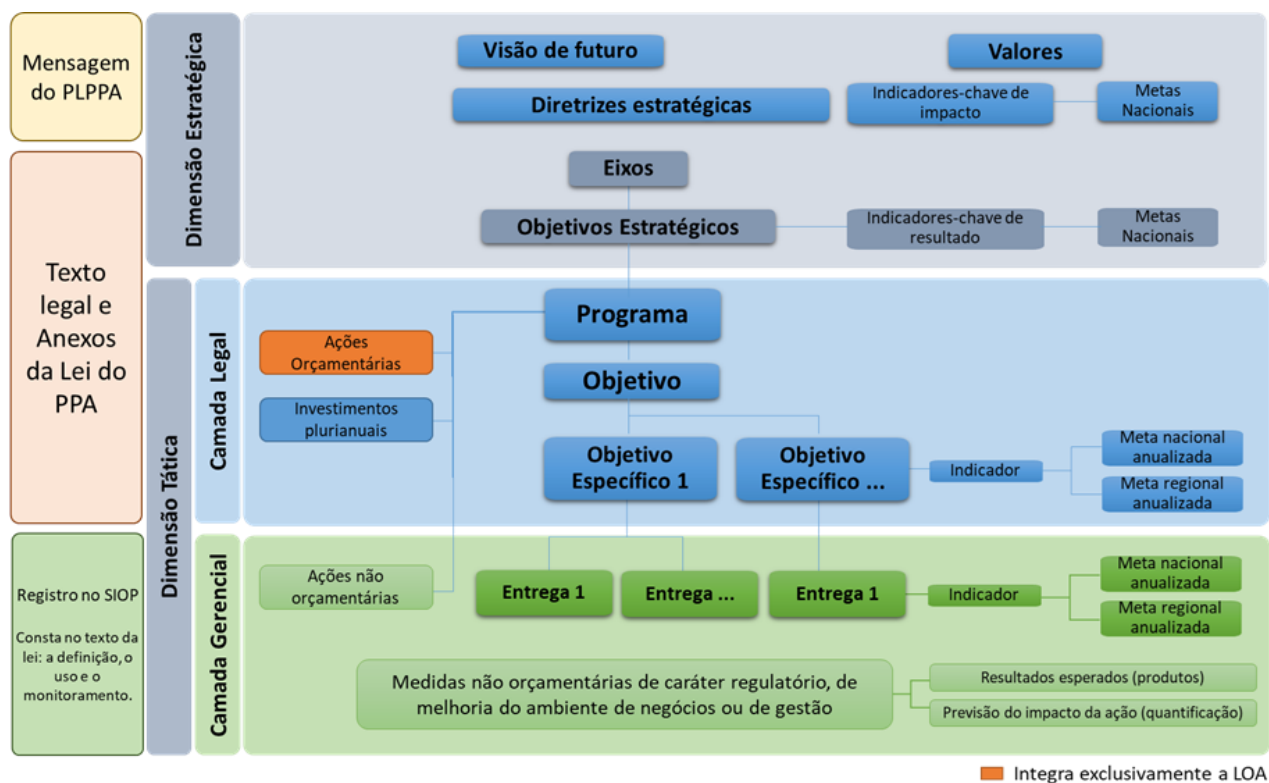 Mensagem
do PLPPA
Texto
legal e
Anexos
da Lei do
PPA
Registro no SIOP
Consta no texto da
lei: a definição, o
uso e o
monitoramento.
Dimensão Estratégica
Visão de futuro
Valores
Diretrizes estratégicas
Indicadores-chave de
impacto
Metas
Nacionais
Eixos
Objetivos Estratégicos
Indicadores-chave de
resultado
Metas
Nacionais
Dimensão Tática
Camada Legal
Programa
Ações
Orçamentárias
Investimentos
plurianuais
Objetivo
Objetivo
Específico 1
Objetivo
Específico ...
Indicador
Meta nacional
anualizada
Meta regional
anualizada
Camada Gerencial
Ações não
orçamentárias
Entrega 1
Entrega ...
Entrega 1
Indicador
Meta nacional
anualizada
Meta regional
anualizada
Medidas não orçamentárias de caráter regulatório, de
melhoria do ambiente de negócios ou de gestão
Resultados esperados (produtos)
Previsão do impacto da ação (quantificação)
Integra exclusivamente a LOA